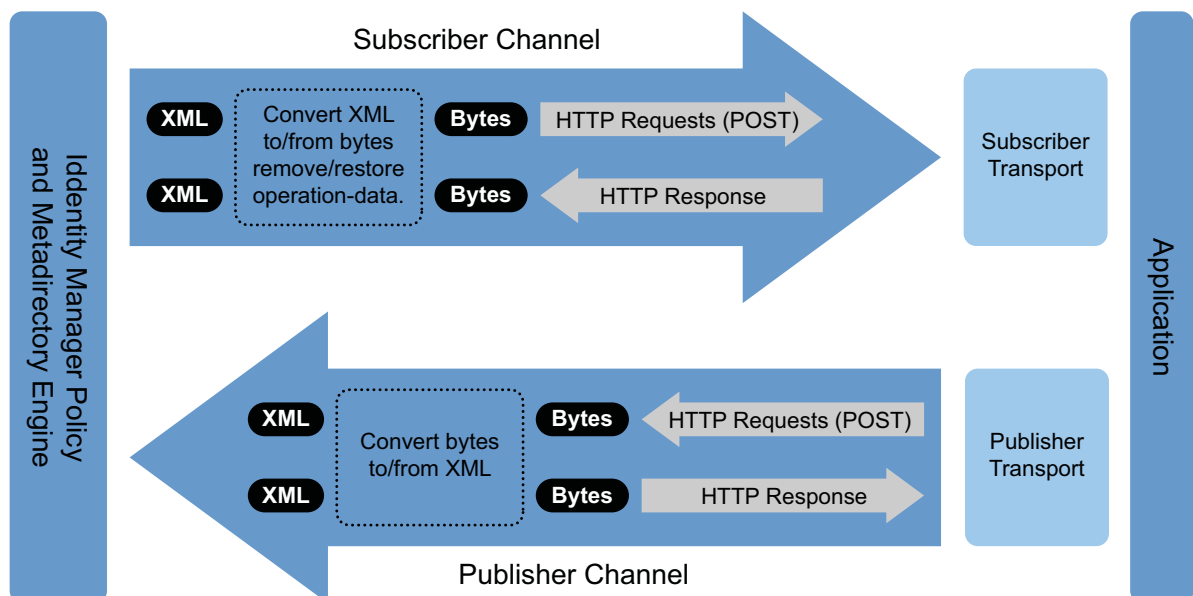 Iddentity Manager Policy
and Metadirectory Engine
Subscriber Channel
XML
Convert XML
to/from bytes
remove/restore
operation-data.
Bytes
HTTP Requests (POST)
XML
Bytes
HTTP Response
Subscriber
Transport
Application
XML
Convert bytes
to/from XML
Bytes
HTTP Requests (POST)
XML
Bytes
HTTP Response
Publisher
Transport
Publisher Channel